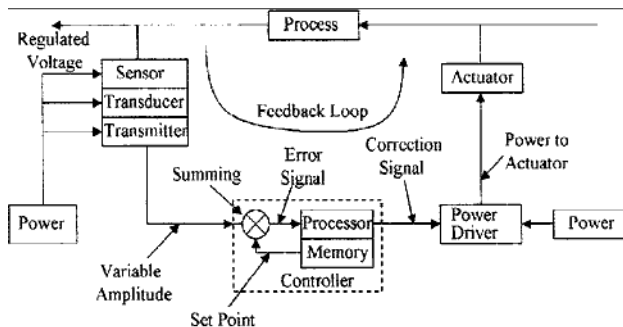 Process
Regulated
Voltage
Sensor
Transducer
Transmitter
Actuator
Feedback Loop
Power to
Actuator
Error
Signal
Correction
Signal
Summing
Power
Processor
Memory
Controller
Power
Driver
Power
Variable
Amplitude
Set Point